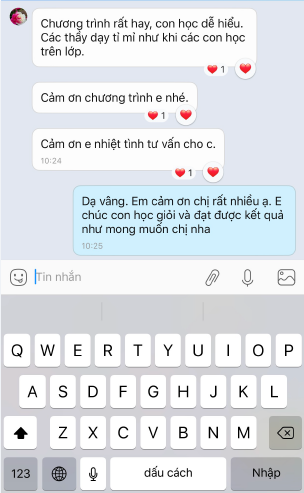 Chương trình rất hay, con học dễ hiểu.
Các thầy dạy tỉ mỉ như khi các con học
trên lớp.
1
Cảm ơn chương trình e nhé.
1
Cảm ơn e nhiệt tình tư vấn cho c.
10:24
1
Dạ vâng. Em cảm ơn chị rất nhiều ạ. E
chúc con học giỏi và đạt được kết quả
như mong muốn chị nha
10:25
Tin nhắn
Q W E R T Y U I O P
A S D F G H J K L
Z X C V B N M
123 dấu cách Nhập